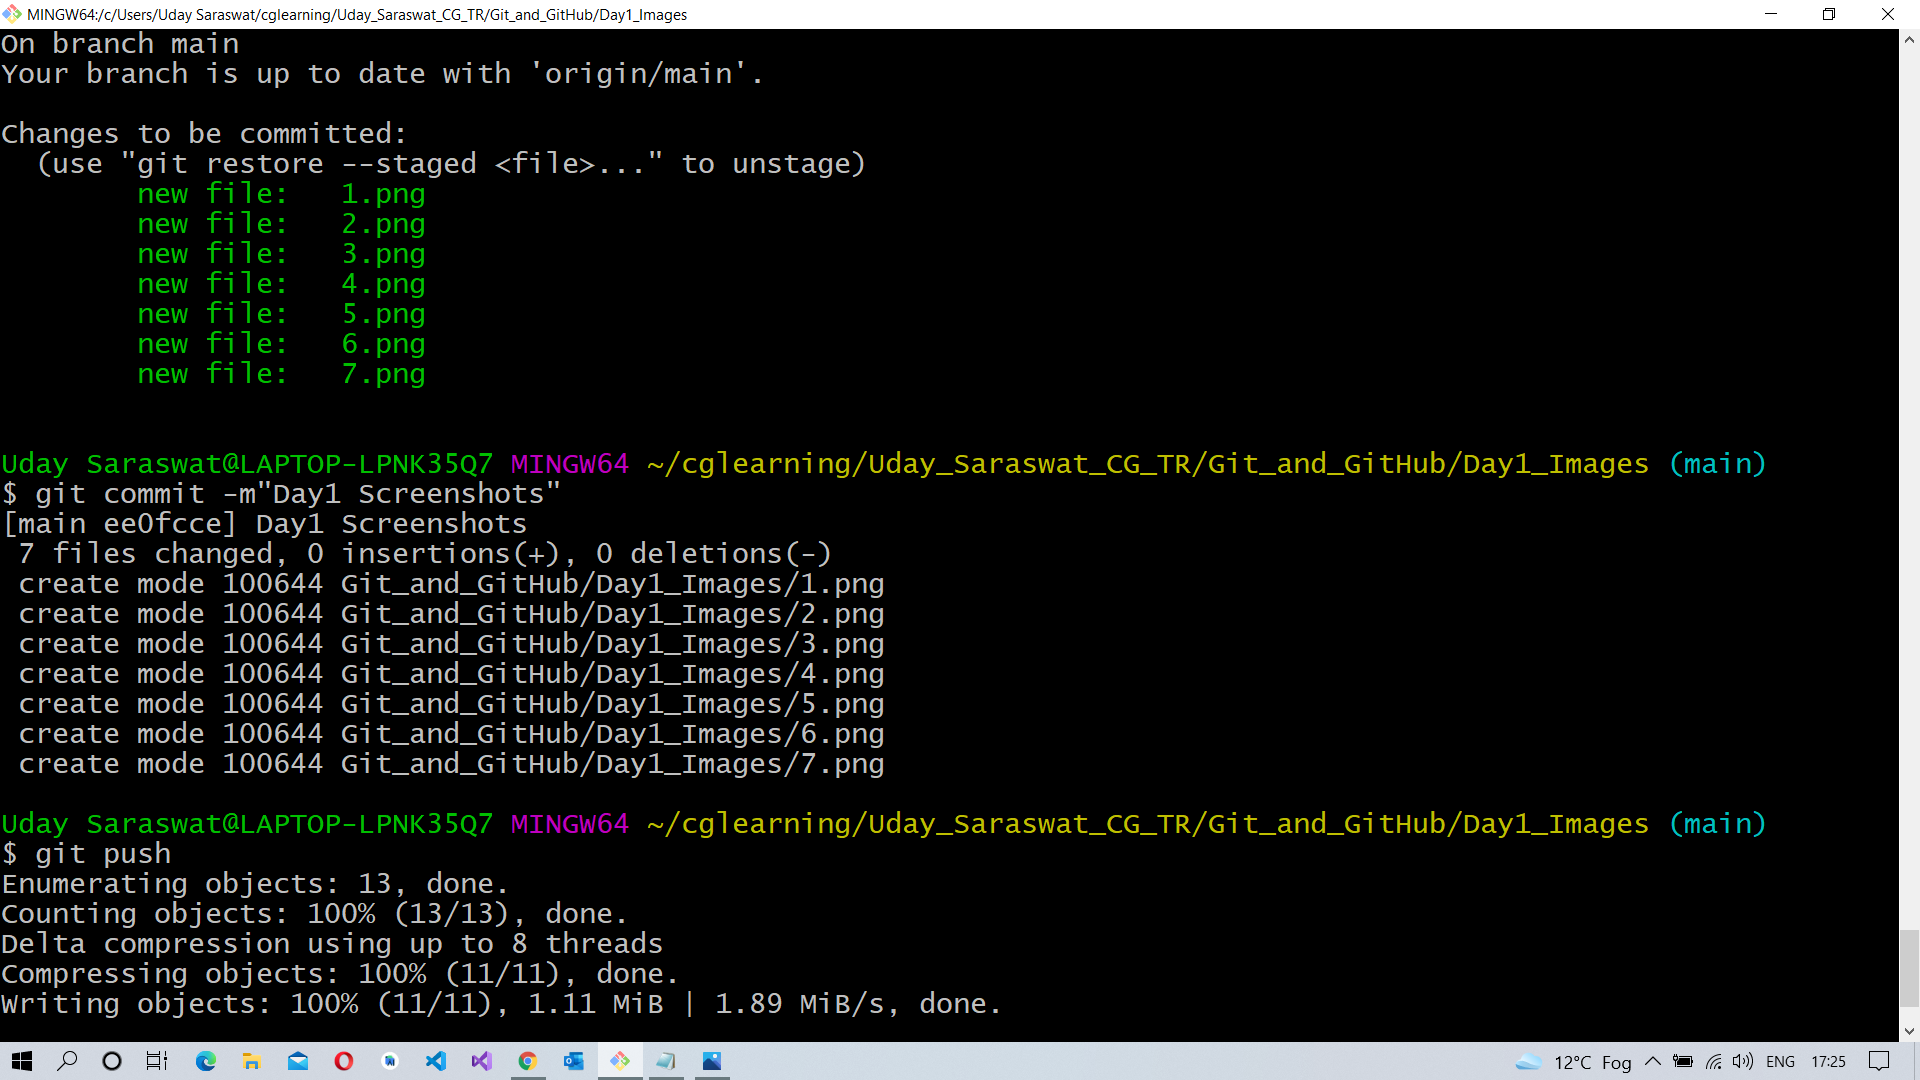 MINGW64:/c/Users/Uday Saraswat/cglearning/Uday_Saraswat_CG_TR/Git_and_GitHub/Day1_Images
On branch main
Your branch is up to date with 'origin/main'.
Changes to be committed:
  (use "git restore --staged <file>..." to unstage)
        new file:   1.png
        new file:   2.png
        new file:   3.png
        new file:   4.png
        new file:   5.png
        new file:   6.png
        new file:   7.png
Uday Saraswat@LAPTOP-LPNK35Q7 MINGW64 ~/cglearning/Uday_Saraswat_CG_TR/Git_and_GitHub/Day1_Images (main)
$ git commit -m"Day1 Screenshots"
[main ee0fcce] Day1 Screenshots
 7 files changed, 0 insertions(+), 0 deletions(-)
 create mode 100644 Git_and_GitHub/Day1_Images/1.png
 create mode 100644 Git_and_GitHub/Day1_Images/2.png
 create mode 100644 Git_and_GitHub/Day1_Images/3.png
 create mode 100644 Git_and_GitHub/Day1_Images/4.png
 create mode 100644 Git_and_GitHub/Day1_Images/5.png
 create mode 100644 Git_and_GitHub/Day1_Images/6.png
 create mode 100644 Git_and_GitHub/Day1_Images/7.png
Uday Saraswat@LAPTOP-LPNK35Q7 MINGW64 ~/cglearning/Uday_Saraswat_CG_TR/Git_and_GitHub/Day1_Images (main)
$ git push
Enumerating objects: 13, done.
Counting objects: 100% (13/13), done.
Delta compression using up to 8 threads
Compressing objects: 100% (11/11), done.
Writing objects: 100% (11/11), 1.11 MiB | 1.89 MiB/s, done.
12°C Fog ENG 17:25